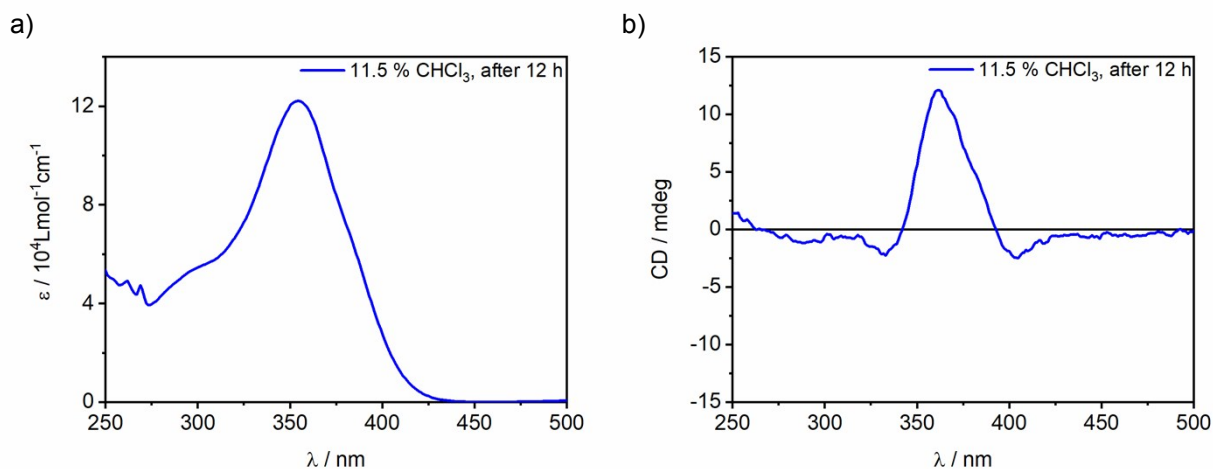 a)
b)
11.5 % CHCl₃, after 12 h
ε / 10⁴Lmol⁻¹cm⁻¹
12
8
4
0
250 300 350 400 450 500
λ / nm
11.5 % CHCl₃, after 12 h
CD / mdeg
15
10
5
0
-5
-10
-15
250 300 350 400 450 500
λ / nm